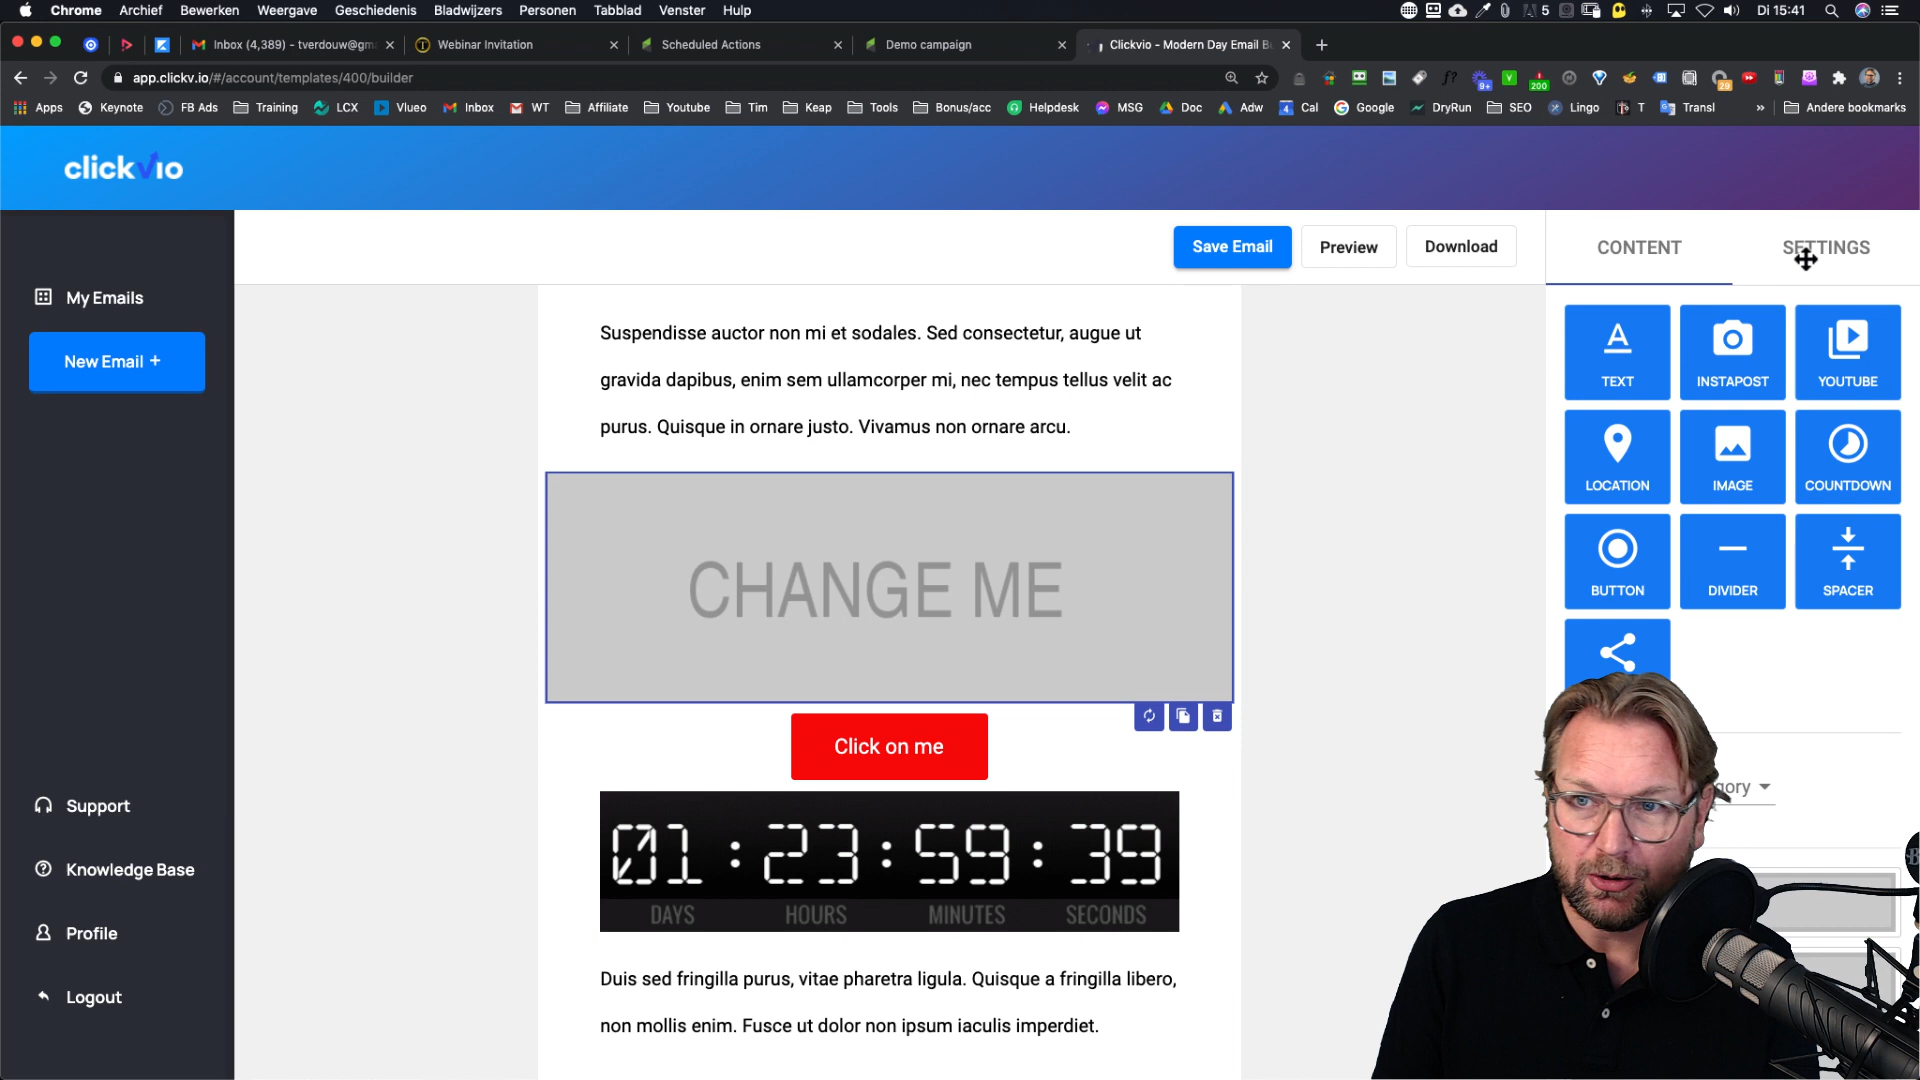 Chrome Archief Bewerken Weergave Geschiedenis Bladwijzers Personen Tabblad Venster Help 5 Di 15:41
Inbox (4,389) - tverdouw@gm
Webinar Invitation
Scheduled Actions
Demo campaign
Clickvio - Modern Day Email B
app.clickv.io/#/account/templates/400/builder
Apps Keynote FB Ads Training LCX Vlueo Inbox WT Affiliate Youtube Tim Keap Tools Bonus/acc Helpdesk MSG Doc Adw Cal Google DryRun SEO Lingo T Transl » Andere bookmarks
clickvio
Save Email
Preview
Download
CONTENT
SETTINGS
My Emails
New Email +
Support
Knowledge Base
Profile
Logout
Suspendisse auctor non mi et sodales. Sed consectetur, augue ut
gravida dapibus, enim sem ullamcorper mi, nec tempus tellus velit ac
purus. Quisque in ornare justo. Vivamus non ornare arcu.
CHANGE ME
Click on me
01 : 23 : 59 : 39
DAYS HOURS MINUTES SECONDS
Duis sed fringilla purus, vitae pharetra ligula. Quisque a fringilla libero,
non mollis enim. Fusce ut dolor non ipsum iaculis imperdiet.
TEXT
INSTAPOST
YOUTUBE
LOCATION
IMAGE
COUNTDOWN
BUTTON
DIVIDER
SPACER